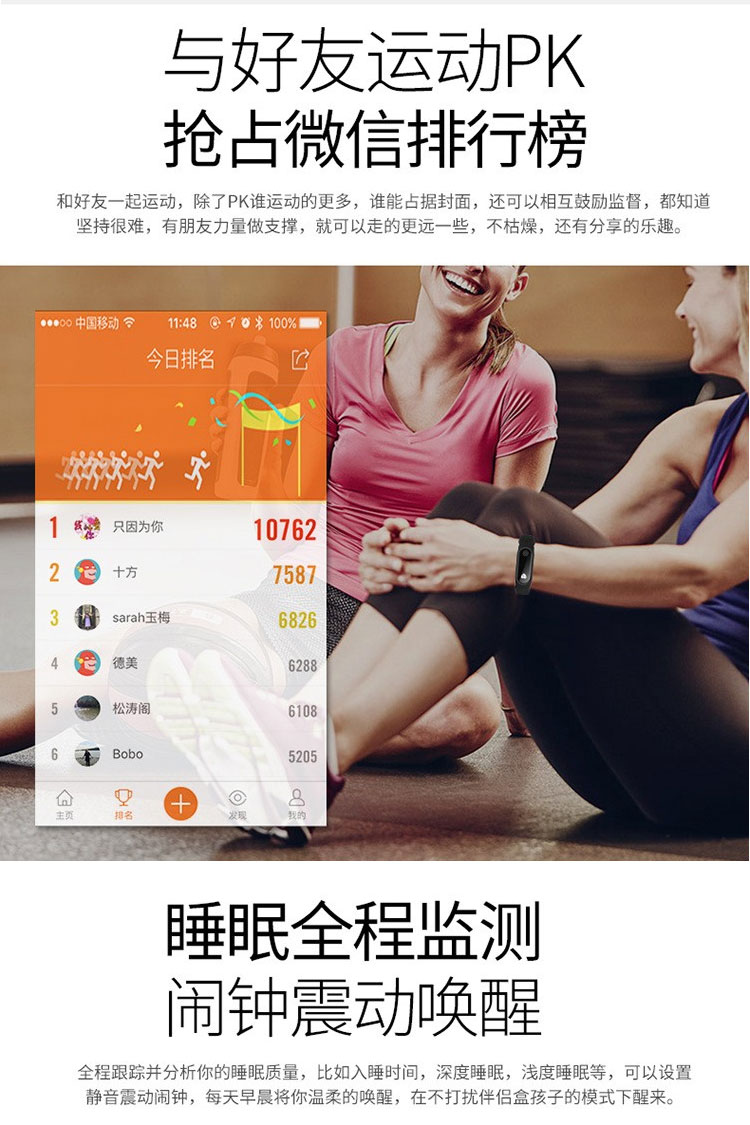 与好友运动PK
抢占微信排行榜
和好友一起运动，除了PK谁运动的更多，谁能占据封面，还可以相互鼓励监督，都知道
坚持很难，有朋友力量做支撑，就可以走的更远一些，不枯燥，还有分享的乐趣。
中国移动 11:48 100%
今日排名
1 只因为你 10762
2 十方 7587
3 sarah玉梅 6826
4 德美 6288
5 松涛阁 6108
6 Bobo 5205
主页 排名 发现 我的
睡眠全程监测
闹钟震动唤醒
全程跟踪并分析你的睡眠质量，比如入睡时间，深度睡眠，浅度睡眠等，可以设置
静音震动闹钟，每天早晨将你温柔的唤醒，在不打扰伴侣盒孩子的模式下醒来。